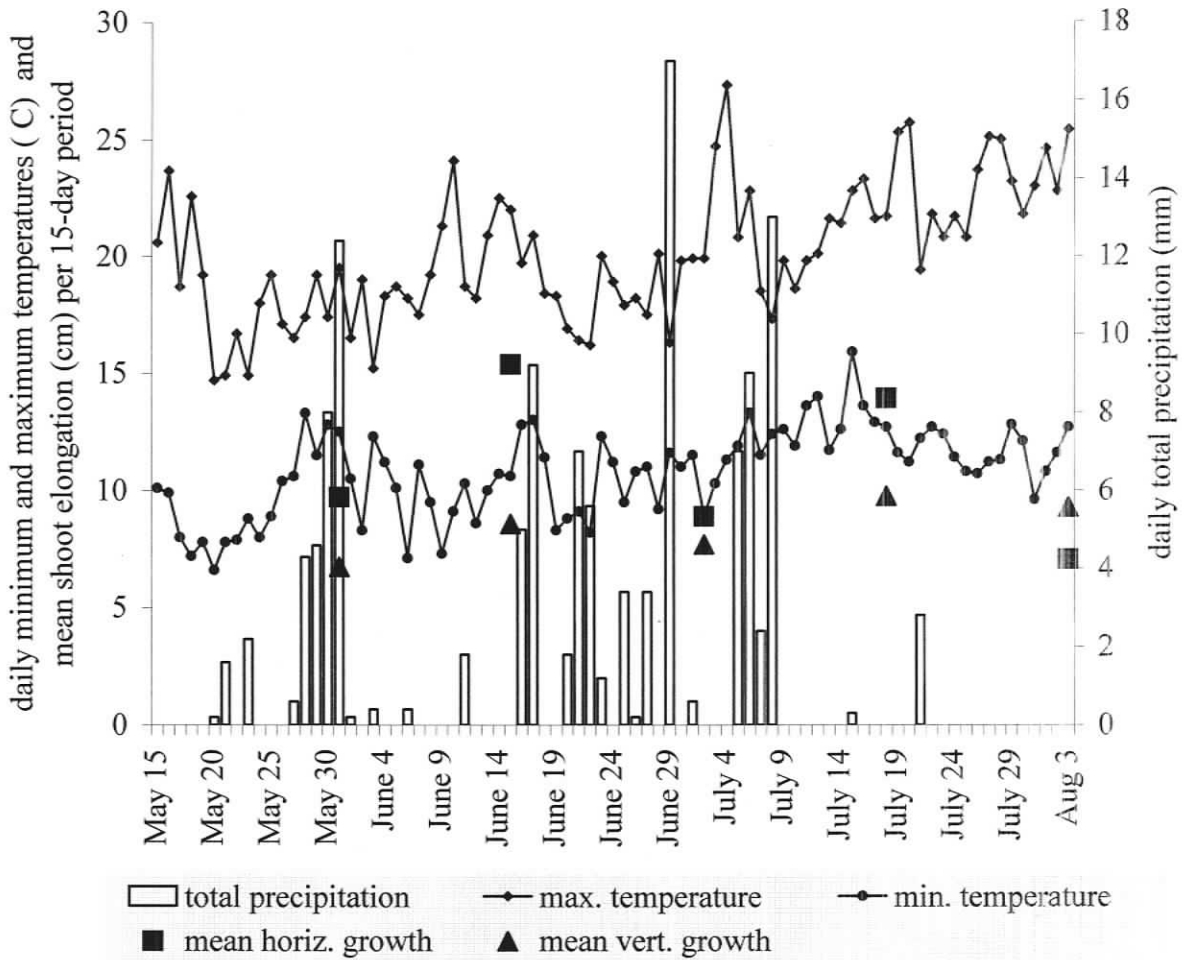 daily minimum and maximum temperatures ( C)  and
mean shoot elongation (cm) per 15-day period
30
25
20
15
10
5
0
18
16
14
12
10
8
6
4
2
0
daily total precipitation (mm)
May 15
May 20
May 25
May 30
June 4
June 9
June 14
June 19
June 24
June 29
July 4
July 9
July 14
July 19
July 24
July 29
Aug 3
total precipitation max. temperature min. temperature
mean horiz. growth mean vert. growth